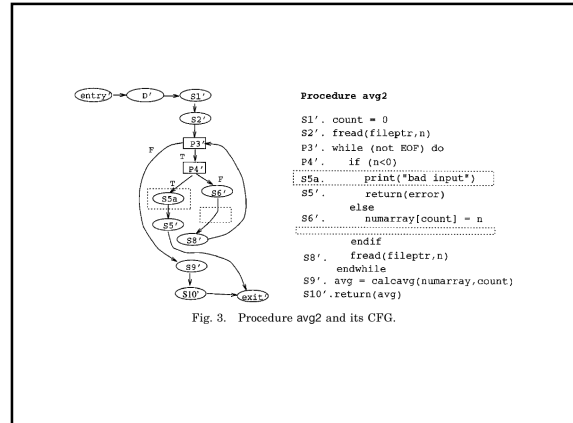 entry'
D'
S1'
S2'
F
P3'
T
P4'
T
F
S5a
S6'
S5'
S8'
S9'
S10'
exit'
Procedure avg2
S1'. count = 0
S2'. fread(fileptr,n)
P3'. while (not EOF) do
P4'. if (n<0)
S5a. print("bad input")
S5'. return(error)
else
S6'. numarray[count] = n
endif
S8'. fread(fileptr,n)
endwhile
S9'. avg = calcavg(numarray,count)
S10'.return(avg)
Fig. 3. Procedure avg2 and its CFG.